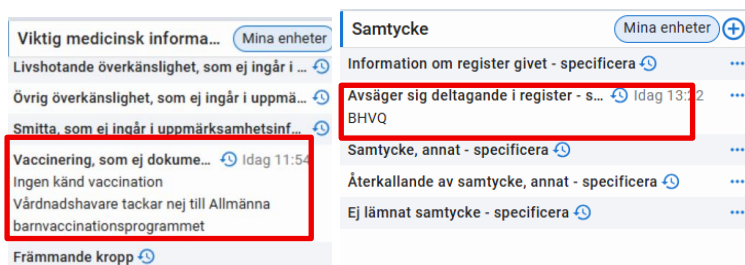 Viktig medicinsk informa... Mina enheter
Livshotande överkänslighet, som ej ingår i ...
Övrig överkänslighet, som ej ingår i uppmä...
Smitta, som ej ingår i uppmärksamhetsinf...
Vaccinering, som ej dokume... Idag 11:54
Ingen känd vaccination
Vårdnadshavare tackar nej till Allmänna
barnvaccinationsprogrammet
Främmande kropp
Samtycke Mina enheter
Information om register givet - specificera ...
Avsäger sig deltagande i register - s... Idag 13:22
BHVQ
Samtycke, annat - specificera ...
Återkallande av samtycke, annat - specificera ...
Ej lämnat samtycke - specificera ...